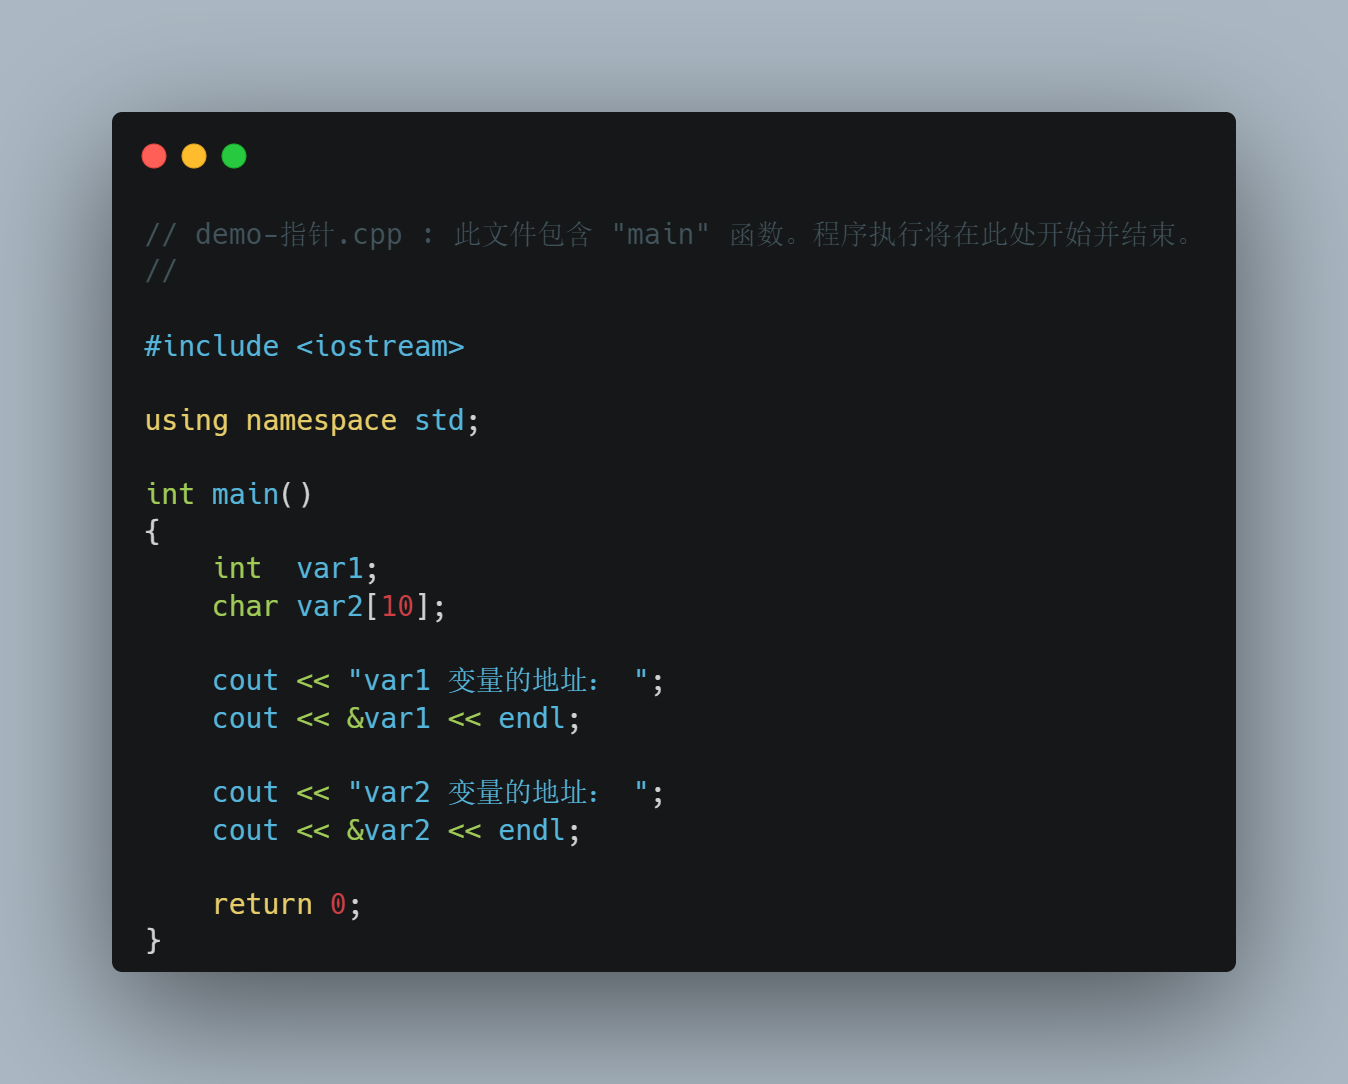 // demo-指针.cpp : 此文件包含 "main" 函数。程序执行将在此处开始并结束。
//
#include <iostream>
using namespace std;
int main()
{
    int  var1;
    char var2[10];
    cout << "var1 变量的地址： ";
    cout << &var1 << endl;
    cout << "var2 变量的地址： ";
    cout << &var2 << endl;
    return 0;
}